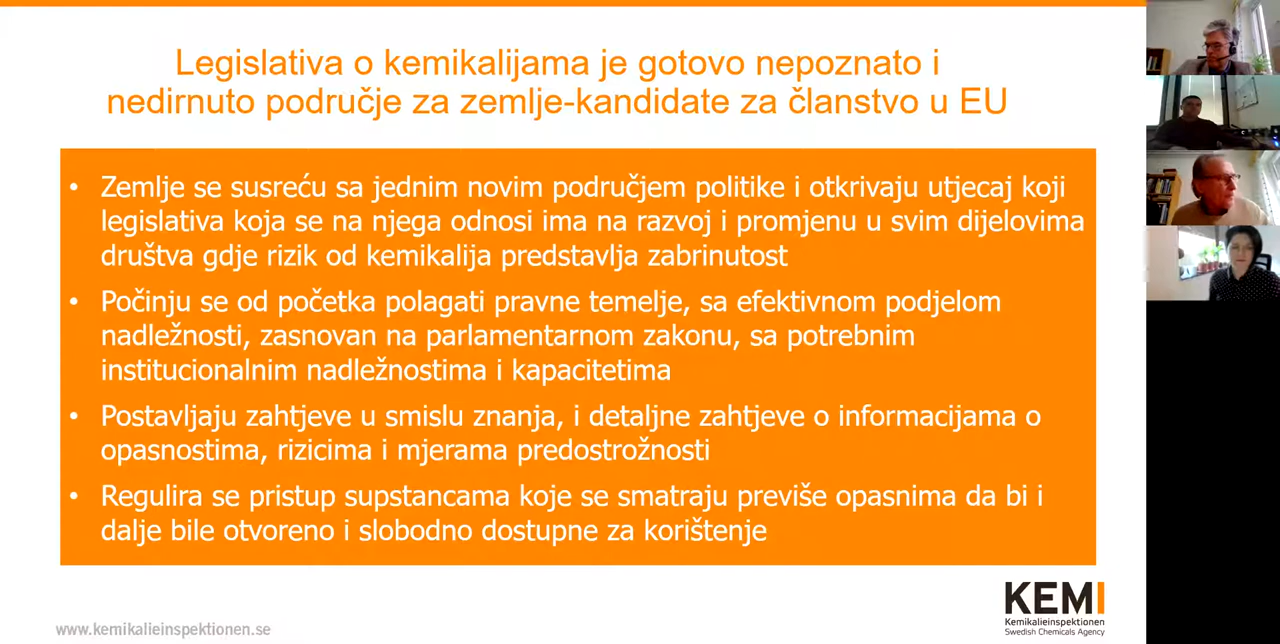 Legislativa o kemikalijama je gotovo nepoznato i
nedirnuto područje za zemlje-kandidate za članstvo u EU
• Zemlje se susreću sa jednim novim područjem politike i otkrivaju utjecaj koji
legislativa koja se na njega odnosi ima na razvoj i promjenu u svim dijelovima
društva gdje rizik od kemikalija predstavlja zabrinutost
• Počinju se od početka polagati pravne temelje, sa efektivnom podjelom
nadležnosti, zasnovan na parlamentarnom zakonu, sa potrebnim
institucionalnim nadležnostima i kapacitetima
• Postavljaju zahtjeve u smislu znanja, i detaljne zahtjeve o informacijama o
opasnostima, rizicima i mjerama predostrožnosti
• Regulira se pristup supstancama koje se smatraju previše opasnima da bi i
dalje bile otvoreno i slobodno dostupne za korištenje
KEMI
Kemikalieinspektionen
Swedish Chemicals Agency
www.kemikalieinspektionen.se